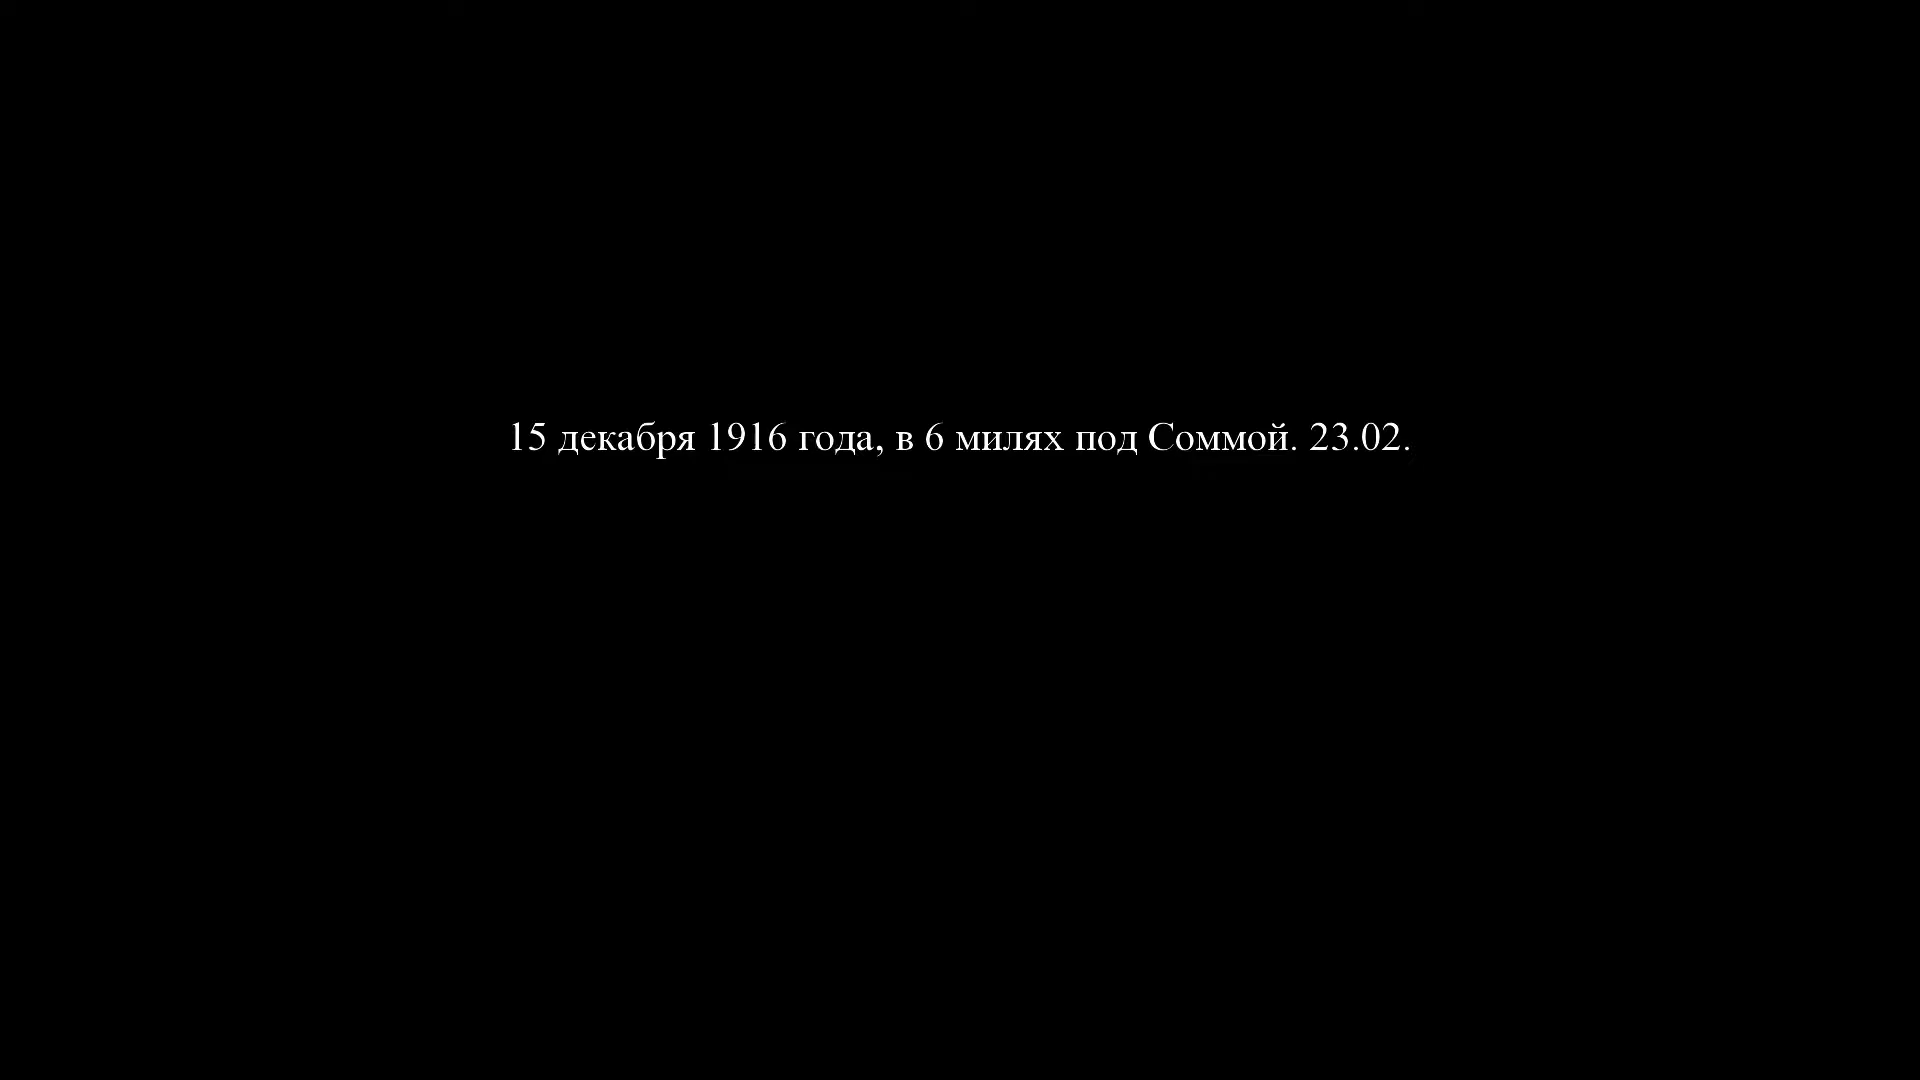 15 декабря 1916 года, в 6 милях под Соммой. 23.02.